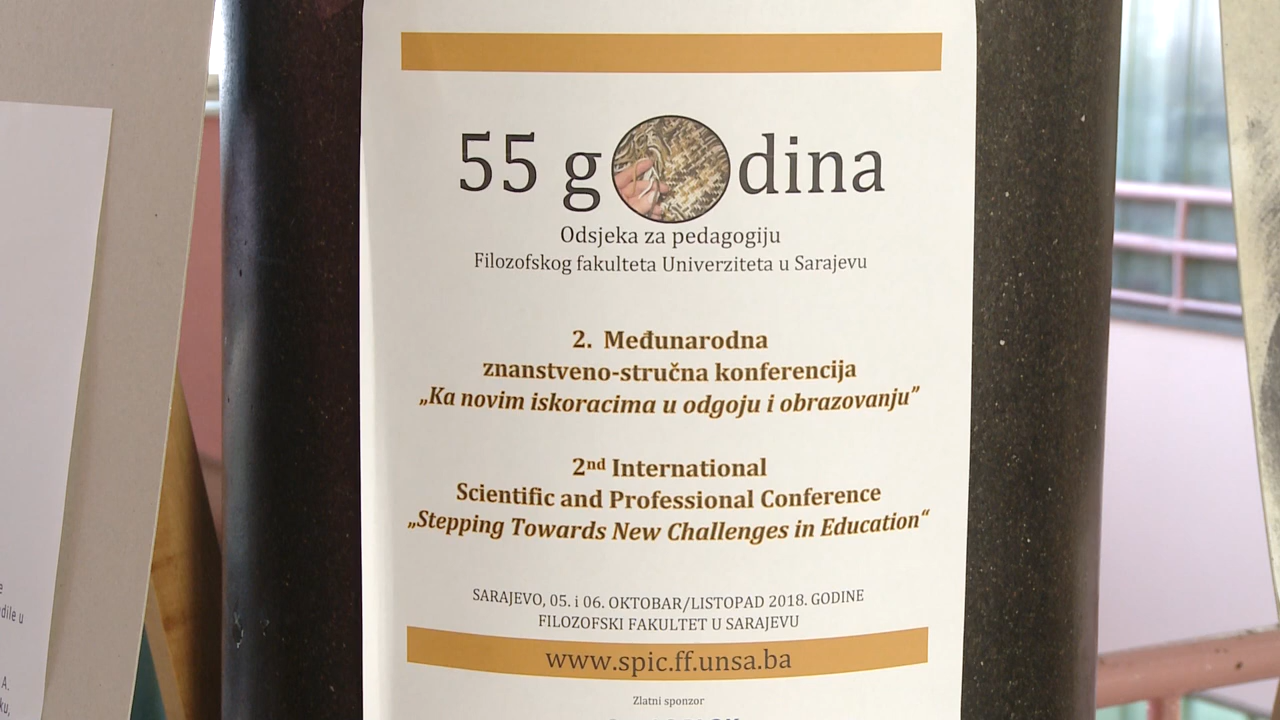 55 godina
Odsjeka za pedagogiju
Filozofskog fakulteta Univerziteta u Sarajevu
2. Međunarodna
znanstveno-stručna konferencija
„Ka novim iskoracima u odgoju i obrazovanju”
2nd International
Scientific and Professional Conference
„Stepping Towards New Challenges in Education“
SARAJEVO, 05. i 06. OKTOBAR/LISTOPAD 2018. GODINE
FILOZOFSKI FAKULTET U SARAJEVU
www.spic.ff.unsa.ba
Zlatni sponzor